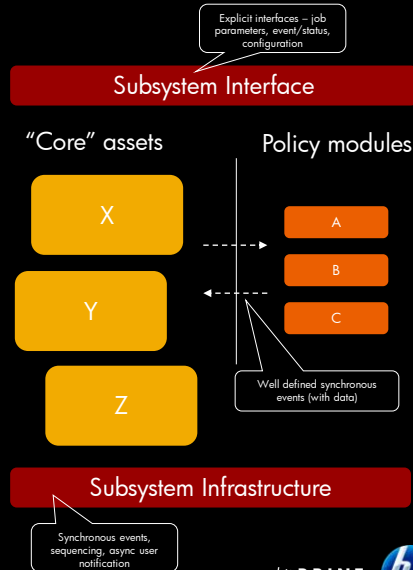 Explicit interfaces – job
parameters, event/status,
configuration
Subsystem Interface
“Core” assets
Policy modules
X
A
B
Y
C
Well defined synchronous
events (with data)
Z
Subsystem Infrastructure
Synchronous events,
sequencing, async user
notification